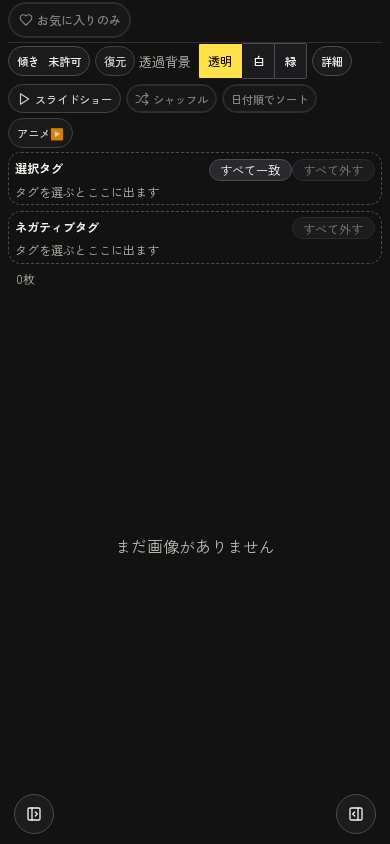 お気に入りのみ
傾き 未許可 復元 透過背景 透明 白 緑 詳細
スライドショー シャッフル 日付順でソート
アニメ▶️
選択タグ すべて一致 すべて外す
タグを選ぶとここに出ます
ネガティブタグ すべて外す
タグを選ぶとここに出ます
0枚
まだ画像がありません